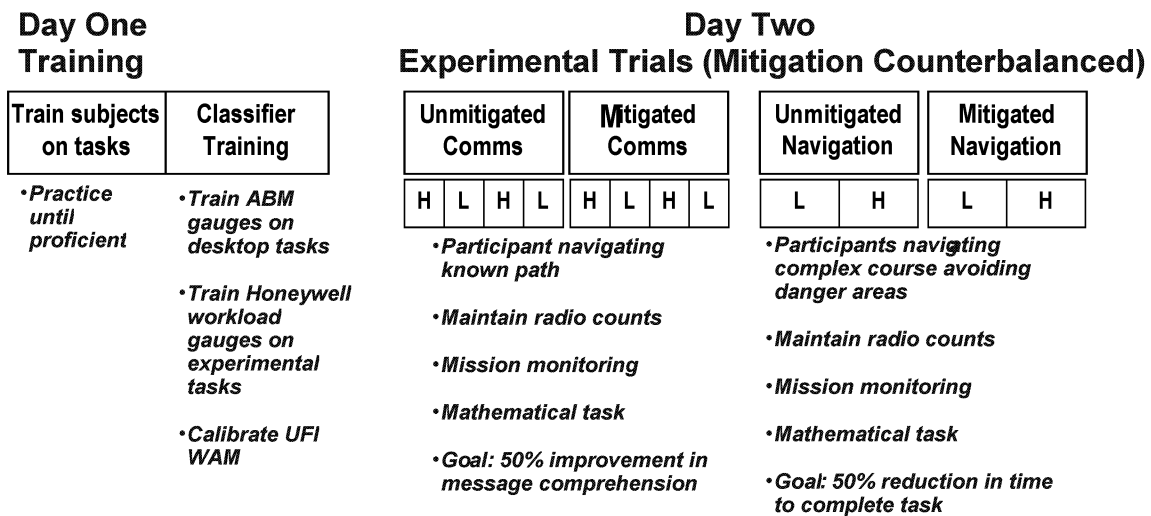 Day One
Training
Train subjects
on tasks
Classifier
Training
•Practice
until
proficient
•Train ABM
gauges on
desktop tasks
•Train Honeywell
workload
gauges on
experimental
tasks
•Calibrate UFI
WAM
Day Two
Experimental Trials (Mitigation Counterbalanced)
Unmitigated
Comms
Mitigated
Comms
H L H L H L H L
•Participant navigating
known path
•Maintain radio counts
•Mission monitoring
•Mathematical task
•Goal: 50% improvement in
message comprehension
Unmitigated
Navigation
Mitigated
Navigation
L H L H
•Participants navigating
complex course avoiding
danger areas
•Maintain radio counts
•Mission monitoring
•Mathematical task
•Goal: 50% reduction in time
to complete task